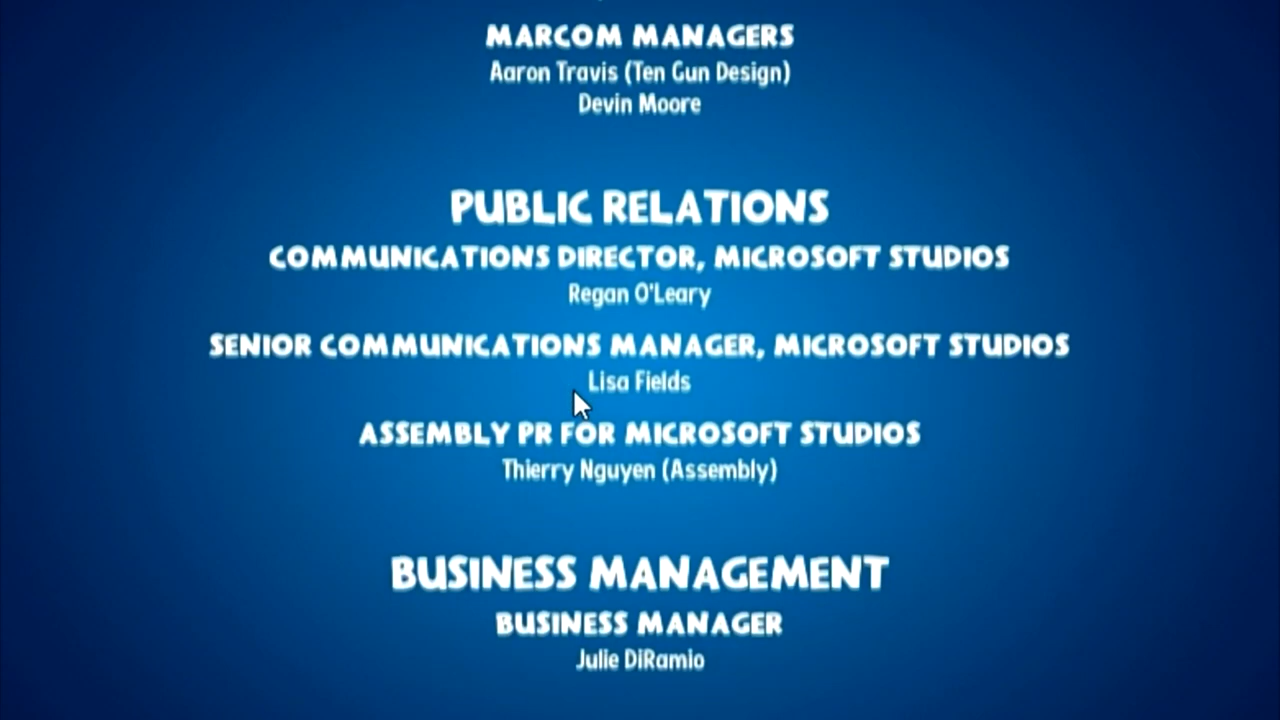 MARCOM MANAGERS
Aaron Travis (Ten Gun Design)
Devin Moore
PUBLIC RELATIONS
COMMUNICATIONS DIRECTOR, MICROSOFT STUDIOS
Regan O'Leary
SENIOR COMMUNICATIONS MANAGER, MICROSOFT STUDIOS
Lisa Fields
ASSEMBLY PR FOR MICROSOFT STUDIOS
Thierry Nguyen (Assembly)
BUSINESS MANAGEMENT
BUSINESS MANAGER
Julie DiRamio